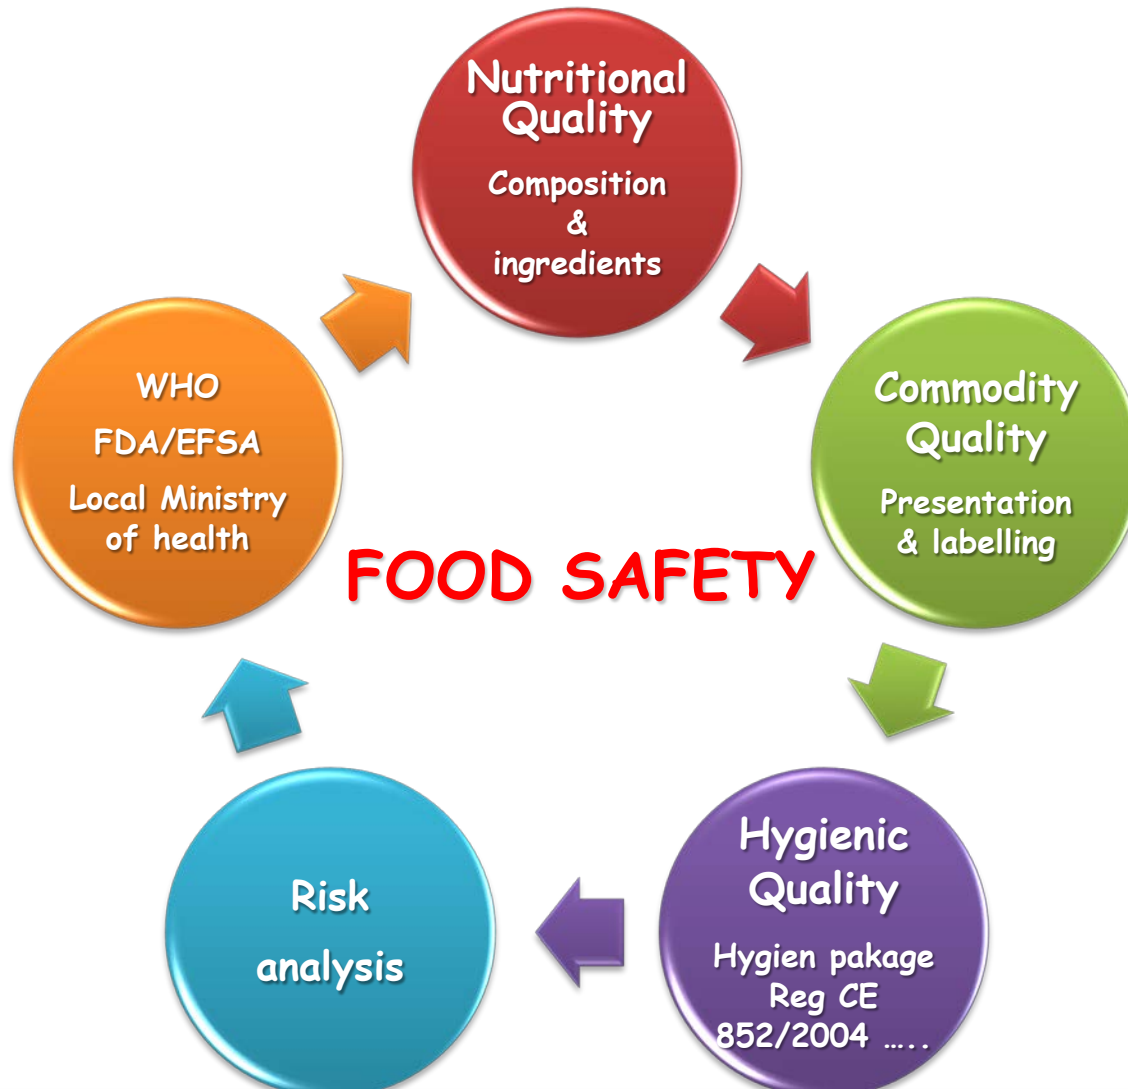 Nutritional
Quality
Composition
&
ingredients
Commodity
Quality
Presentation
& labelling
Hygienic
Quality
Hygien pakage
Reg CE
852/2004 .....
Risk
analysis
WHO
FDA/EFSA
Local Ministry
of health
FOOD SAFETY